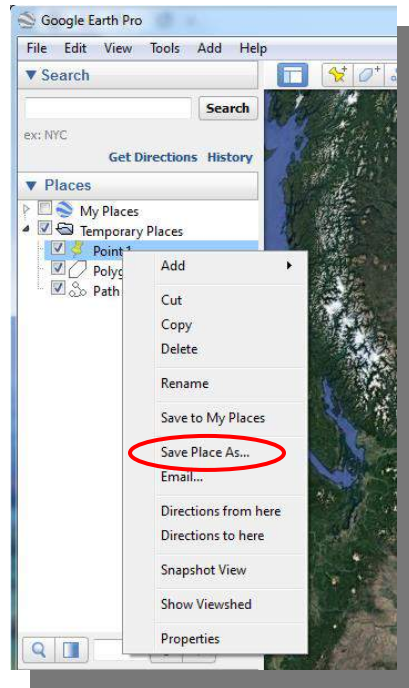 Google Earth Pro
File Edit View Tools Add Help
Search
Search
ex: NYC
Get Directions History
Places
My Places
Temporary Places
Point 1
Polyg
Path
Add
Cut
Copy
Delete
Rename
Save to My Places
Save Place As...
Email...
Directions from here
Directions to here
Snapshot View
Show Viewshed
Properties